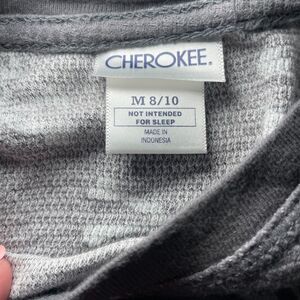 CHEROKEE.
M 8/10
NOT INTENDED
FOR SLEEP
MADE IN
INDONESIA